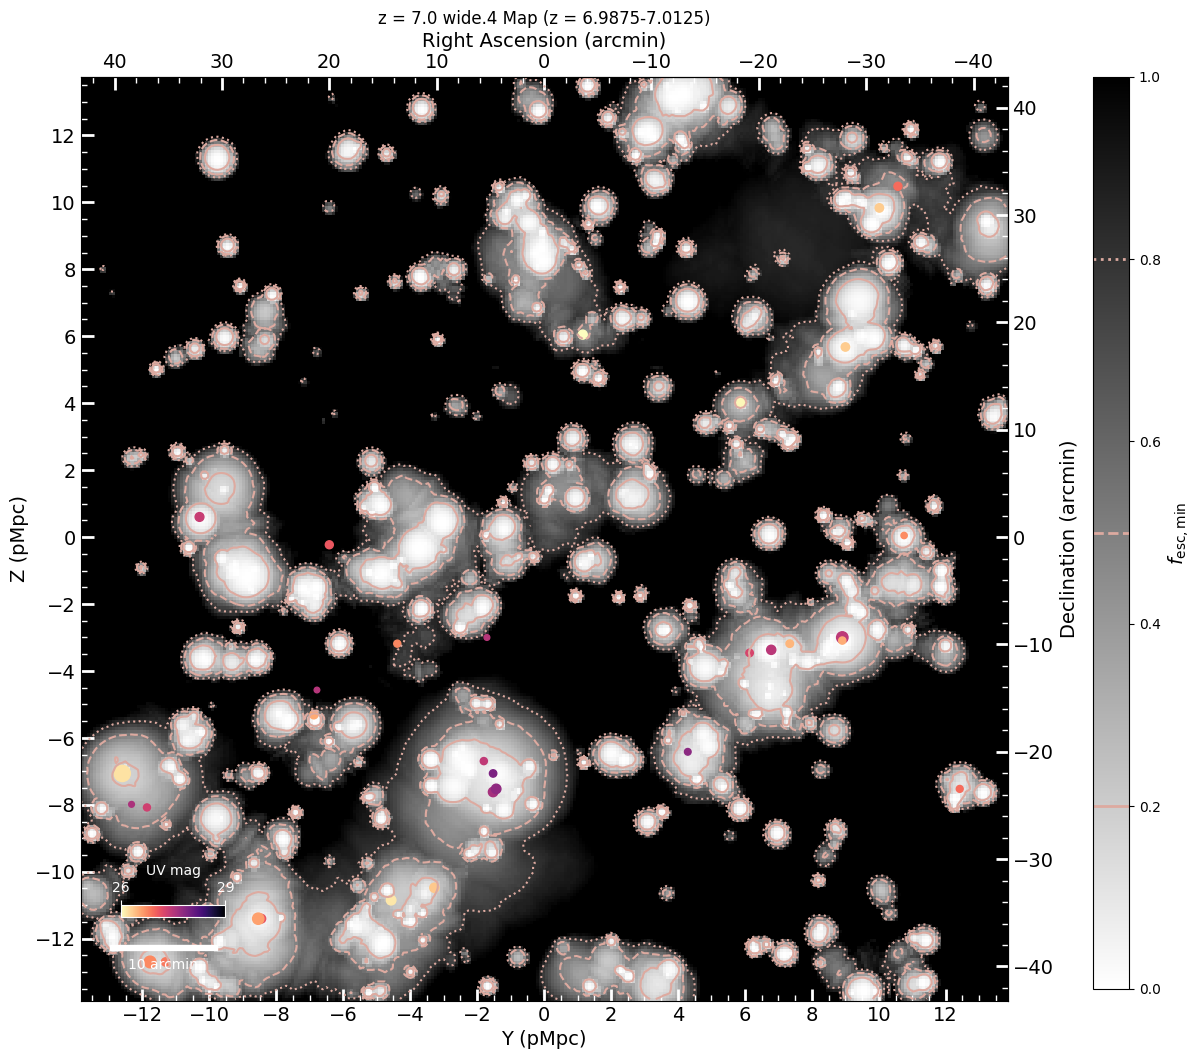 z = 7.0 wide.4 Map (z = 6.9875-7.0125)
Right Ascension (arcmin)
40 30 20 10 0 −10 −20 −30 −40
12
10
8
6
4
2
0
−2
−4
−6
−8
−10
−12
Z (pMpc)
40
30
20
10
0
−10
−20
−30
−40
Declination (arcmin)
UV mag
26 29
10 arcmins
−12 −10 −8 −6 −4 −2 0 2 4 6 8 10 12
Y (pMpc)
1.0
0.8
0.6
0.4
0.2
0.0
fesc,min